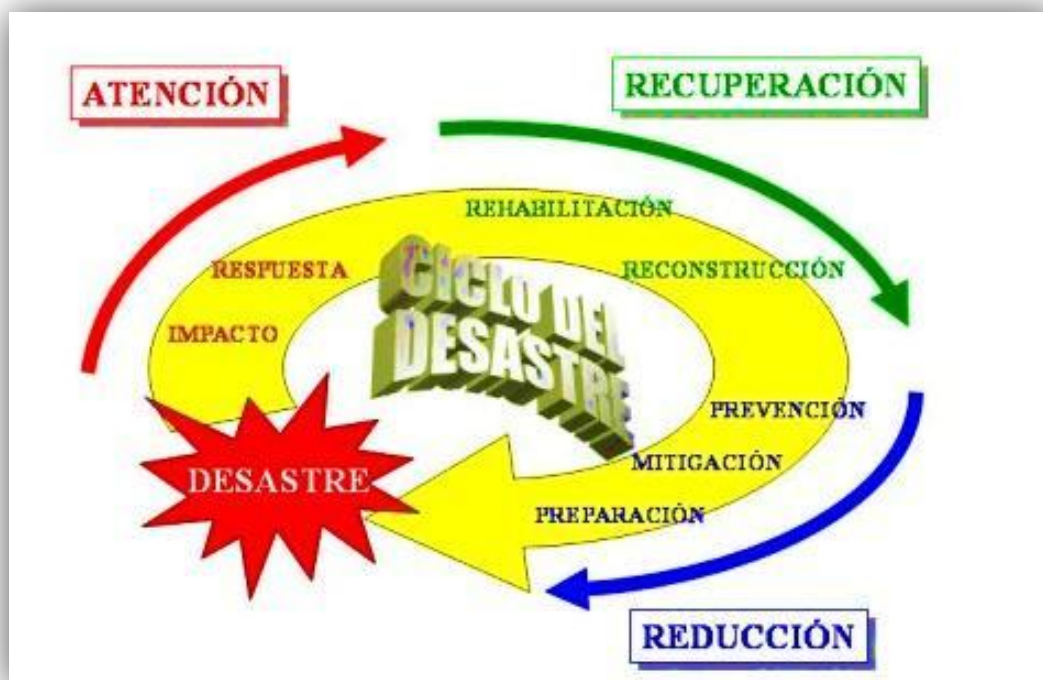 ATENCIÓN
RECUPERACIÓN
REHABILITACIÓN
RESPUESTA
RECONSTRUCCIÓN
IMPACTO
CICLO DEL
DESASTRE
PREVENCIÓN
MITIGACIÓN
DESASTRE
PREPARACIÓN
REDUCCIÓN